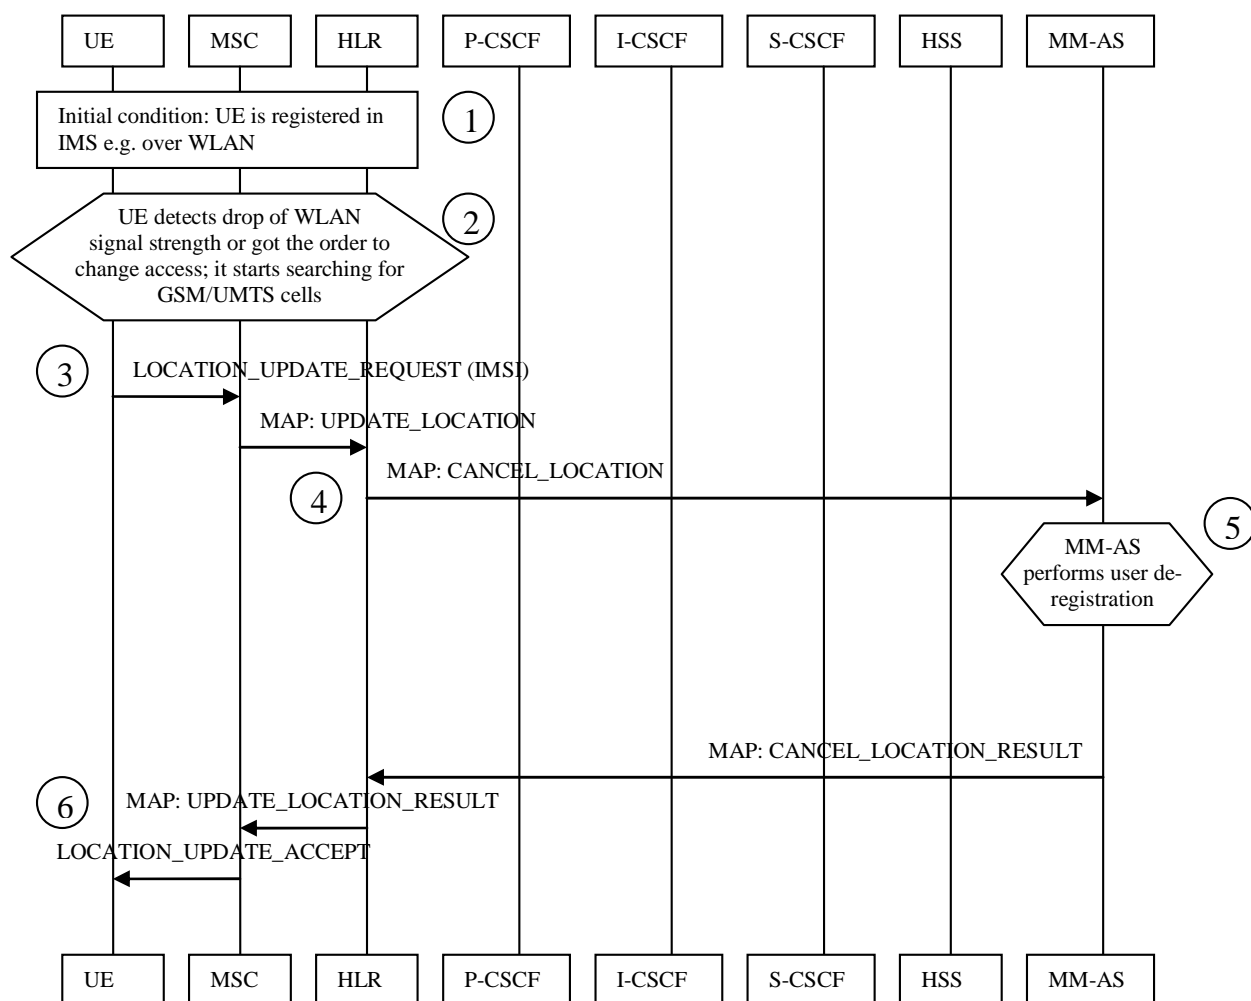 UE MSC HLR P-CSCF I-CSCF S-CSCF HSS MM-AS
Initial condition: UE is registered in
IMS e.g. over WLAN
1
UE detects drop of WLAN
signal strength or got the order to
change access; it starts searching for
GSM/UMTS cells
2
3
LOCATION_UPDATE_REQUEST (IMSI)
MAP: UPDATE_LOCATION
MAP: CANCEL_LOCATION
4
5
MM-AS
performs user de-
registration
MAP: CANCEL_LOCATION_RESULT
6
MAP: UPDATE_LOCATION_RESULT
LOCATION_UPDATE_ACCEPT
UE MSC HLR P-CSCF I-CSCF S-CSCF HSS MM-AS